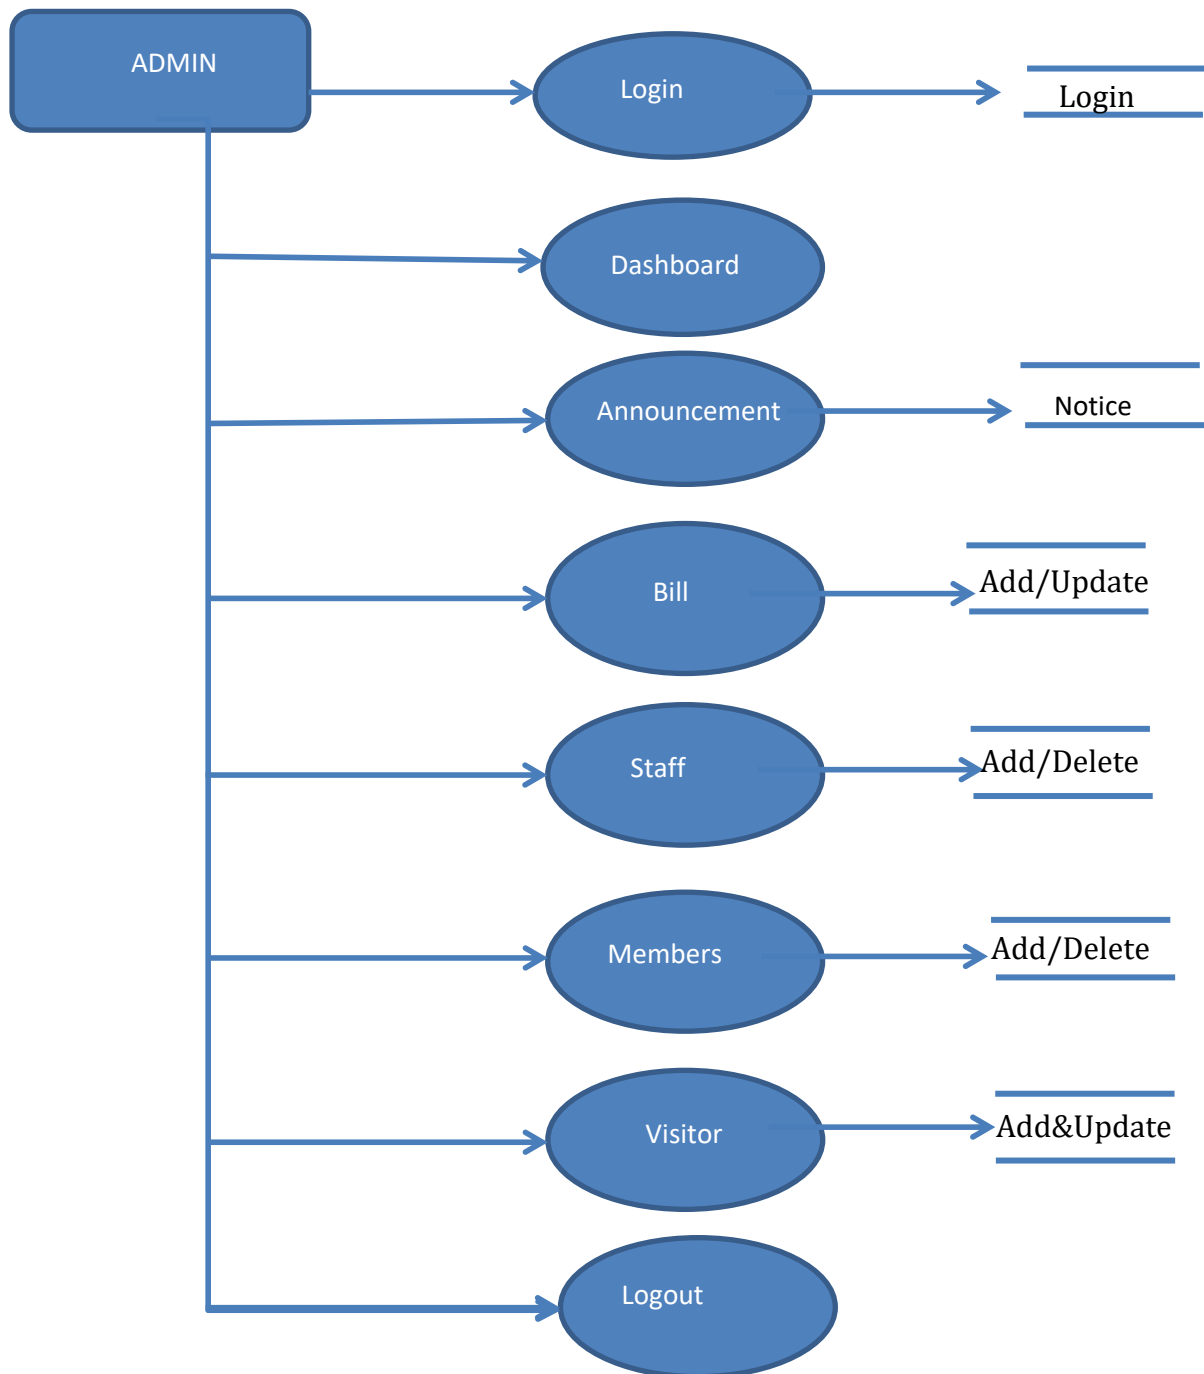 ADMIN
Login
Login
Dashboard
Announcement
Notice
Bill
Add/Update
Staff
Add/Delete
Members
Add/Delete
Visitor
Add&Update
Logout